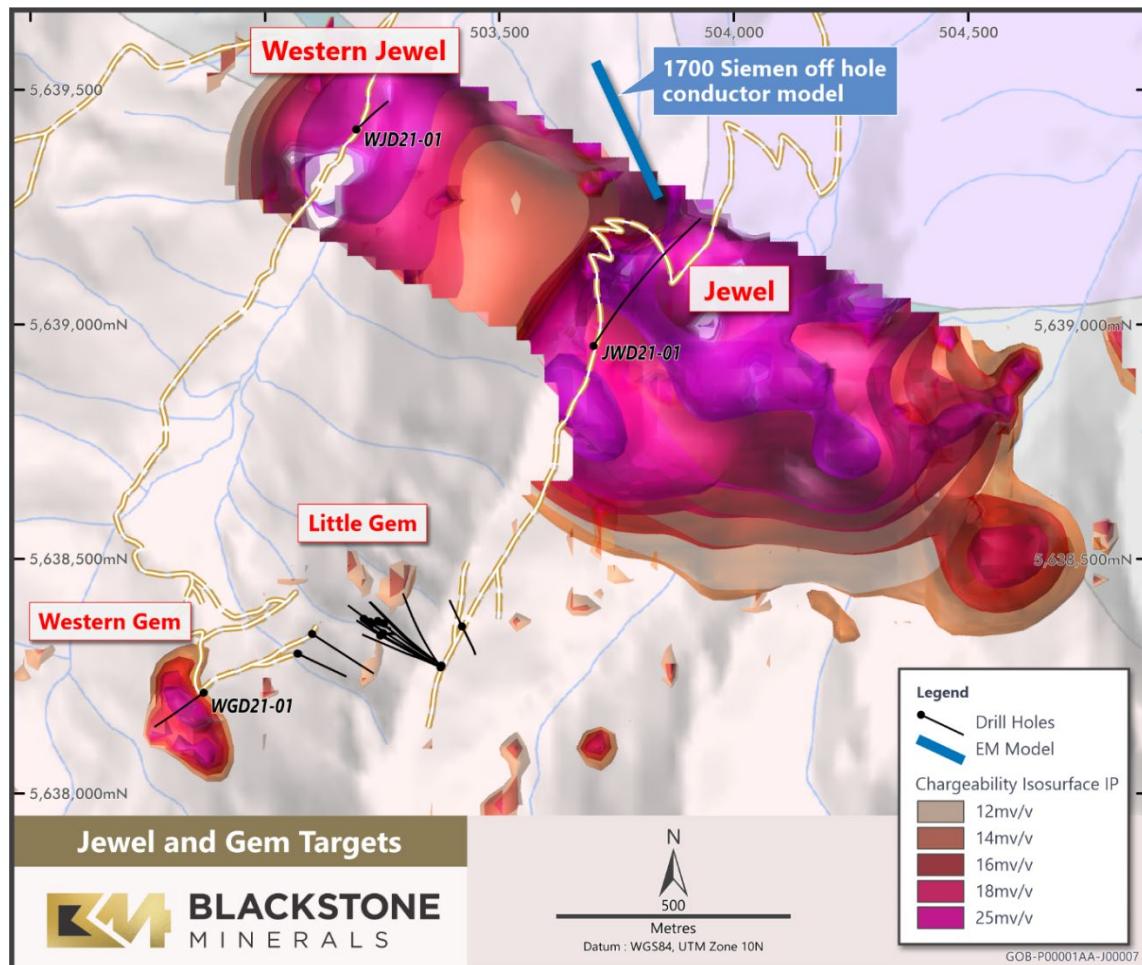 503,500
504,000
504,500
Western Jewel
1700 Siemen off hole
conductor model
5,639,500
WJD21-01
Jewel
5,639,000mN
5,639,000mN
JWD21-01
Little Gem
5,638,500mN
5,638,500mN
Western Gem
WGD21-01
5,638,000mN
Legend
Drill Holes
EM Model
Chargeability Isosurface IP
12mv/v
14mv/v
16mv/v
18mv/v
25mv/v
Jewel and Gem Targets
BLACKSTONE
MINERALS
N
500
Metres
Datum : WGS84, UTM Zone 10N
GOB-P00001AA-J00007